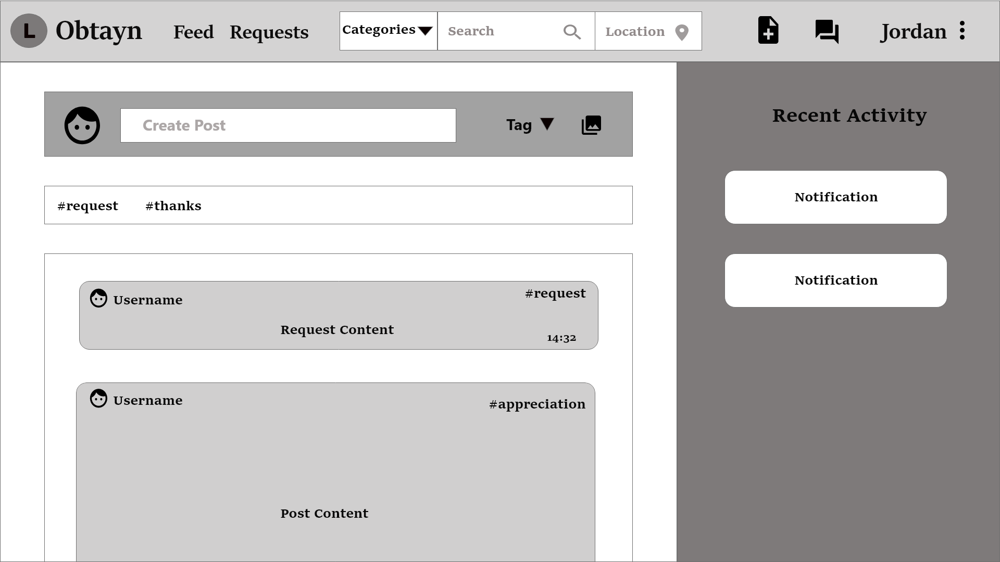 L Obtayn Feed Requests Categories Search Location Jordan
Create Post Tag
#request #thanks
Username #request
Request Content
14:32
Username #appreciation
Post Content
Recent Activity
Notification
Notification